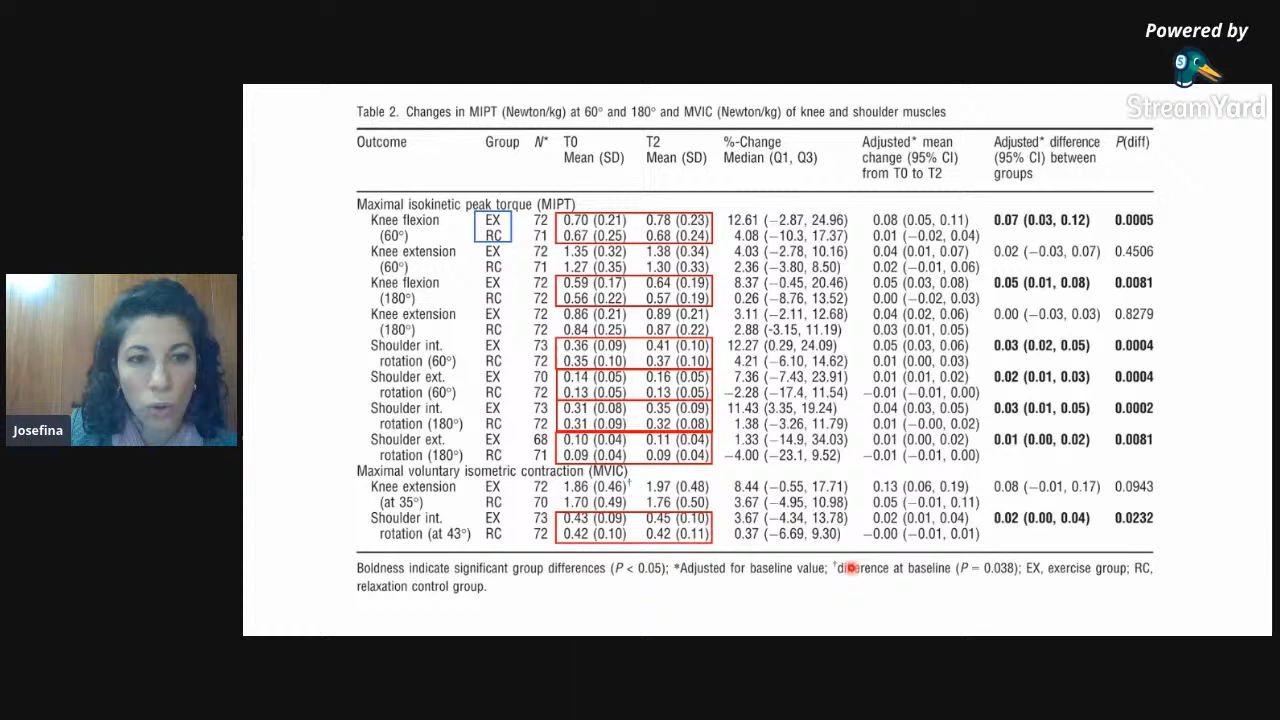 Powered by
S
StreamYard
Table 2. Changes in MIPT (Newton/kg) at 60° and 180° and MVIC (Newton/kg) of knee and shoulder muscles
Outcome Group N* T0 T2 %-Change Adjusted* mean Adjusted* difference P(diff)
Mean (SD) Mean (SD) Median (Q1, Q3) change (95% CI) (95% CI) between
from T0 to T2 groups
Maximal isokinetic peak torque (MIPT)
Knee flexion EX 72 0.70 (0.21) 0.78 (0.23) 12.61 (−2.87, 24.96) 0.08 (0.05, 0.11) 0.07 (0.03, 0.12) 0.0005
(60°) RC 71 0.67 (0.25) 0.68 (0.24) 4.08 (−10.3, 17.37) 0.01 (−0.02, 0.04)
Knee extension EX 72 1.35 (0.32) 1.38 (0.34) 4.03 (−2.78, 10.16) 0.04 (0.01, 0.07) 0.02 (−0.03, 0.07) 0.4506
(60°) RC 71 1.27 (0.35) 1.30 (0.33) 2.36 (−3.80, 8.50) 0.02 (−0.01, 0.06)
Knee flexion EX 72 0.59 (0.17) 0.64 (0.19) 8.37 (−0.45, 20.46) 0.05 (0.03, 0.08) 0.05 (0.01, 0.08) 0.0081
(180°) RC 72 0.56 (0.22) 0.57 (0.19) 0.26 (−8.76, 13.52) 0.00 (−0.02, 0.03)
Knee extension EX 72 0.86 (0.21) 0.89 (0.21) 3.11 (−2.11, 12.68) 0.04 (0.02, 0.06) 0.00 (−0.03, 0.03) 0.8279
(180°) RC 72 0.84 (0.25) 0.87 (0.22) 2.88 (-3.15, 11.19) 0.03 (0.01, 0.05)
Shoulder int. EX 73 0.36 (0.09) 0.41 (0.10) 12.27 (0.29, 24.09) 0.05 (0.03, 0.06) 0.03 (0.02, 0.05) 0.0004
rotation (60°) RC 72 0.35 (0.10) 0.37 (0.10) 4.21 (−6.10, 14.62) 0.01 (0.00, 0.03)
Shoulder ext. EX 70 0.14 (0.05) 0.16 (0.05) 7.36 (−7.43, 23.91) 0.01 (0.01, 0.02) 0.02 (0.01, 0.03) 0.0004
rotation (60°) RC 72 0.13 (0.05) 0.13 (0.05) −2.28 (−17.4, 11.54) −0.01 (−0.01, 0.00)
Shoulder int. EX 73 0.31 (0.08) 0.35 (0.09) 11.43 (3.35, 19.24) 0.04 (0.03, 0.05) 0.03 (0.01, 0.05) 0.0002
rotation (180°) RC 72 0.31 (0.09) 0.32 (0.08) 1.38 (−3.26, 11.79) 0.01 (−0.00, 0.02)
Shoulder ext. EX 68 0.10 (0.04) 0.11 (0.04) 1.33 (−14.9, 34.03) 0.01 (0.00, 0.02) 0.01 (0.00, 0.02) 0.0081
rotation (180°) RC 71 0.09 (0.04) 0.09 (0.04) −4.00 (−23.1, 9.52) −0.01 (−0.01, 0.00)
Maximal voluntary isometric contraction (MVIC)
Knee extension EX 72 1.86 (0.46)† 1.97 (0.48) 8.44 (−0.55, 17.71) 0.13 (0.06, 0.19) 0.08 (−0.01, 0.17) 0.0943
(at 35°) RC 70 1.70 (0.49) 1.76 (0.50) 3.67 (−4.95, 10.98) 0.05 (−0.01, 0.11)
Shoulder int. EX 73 0.43 (0.09) 0.45 (0.10) 3.67 (−4.34, 13.78) 0.02 (0.01, 0.04) 0.02 (0.00, 0.04) 0.0232
rotation (at 43°) RC 72 0.42 (0.10) 0.42 (0.11) 0.37 (−6.69, 9.30) −0.00 (−0.01, 0.01)
Boldness indicate significant group differences (P < 0.05); *Adjusted for baseline value; †difference at baseline (P = 0.038); EX, exercise group; RC,
relaxation control group.
Josefina